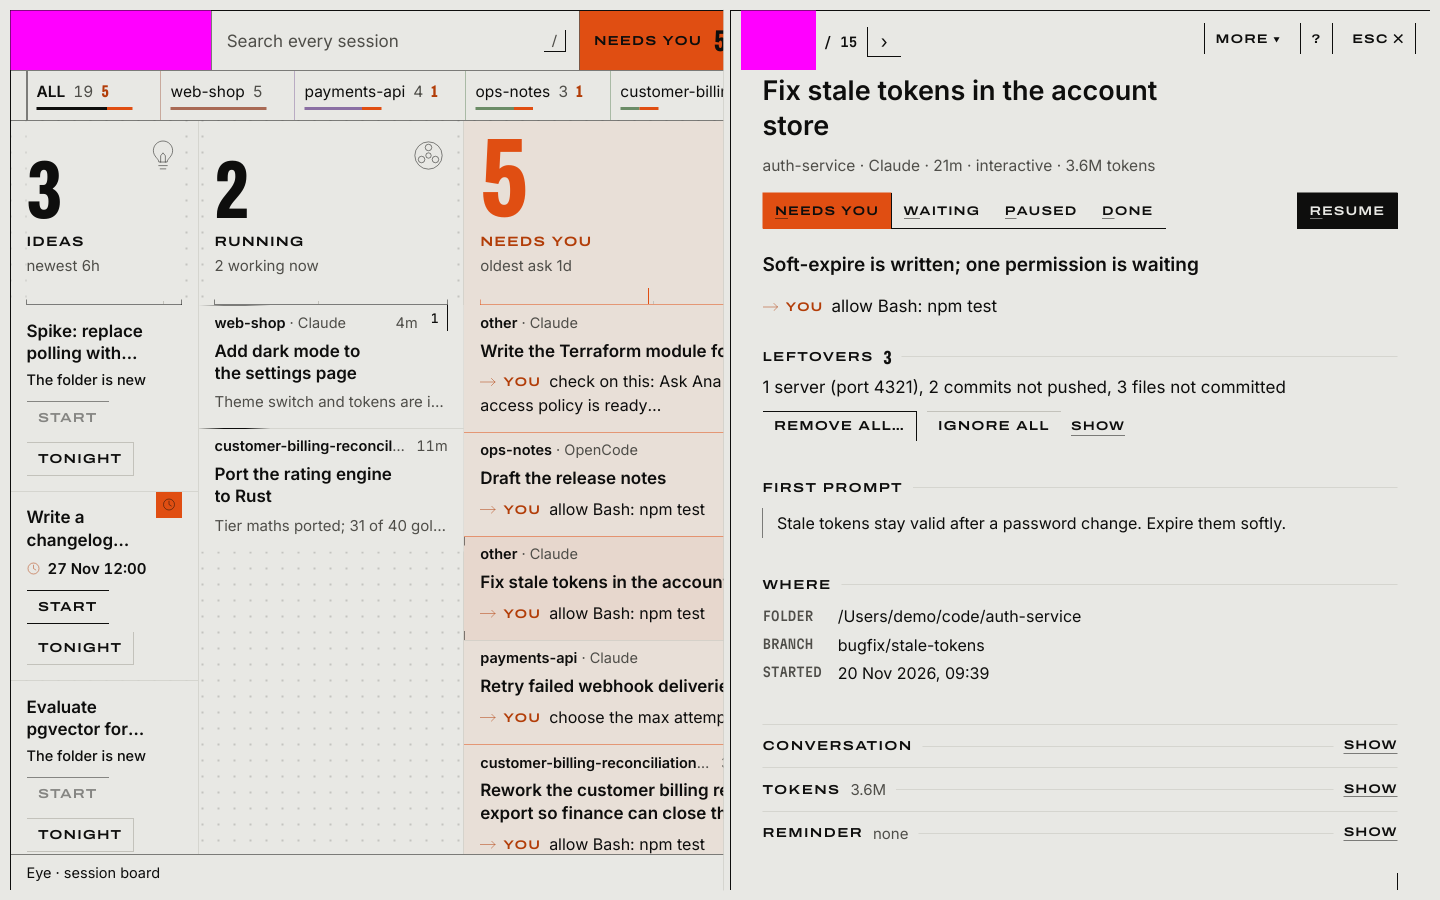 Search every session /
NEEDS YOU 5
ALL 19 5
web-shop 5
payments-api 4 1
ops-notes 3 1
customer-billin
3
IDEAS
newest 6h
Spike: replace
polling with...
The folder is new
START
TONIGHT
Write a
changelog...
27 Nov 12:00
START
TONIGHT
Evaluate
pgvector for...
The folder is new
START
TONIGHT
2
RUNNING
2 working now
web-shop · Claude 4m 1
Add dark mode to
the settings page
Theme switch and tokens are i...
customer-billing-reconcil... 11m
Port the rating engine
to Rust
Tier maths ported; 31 of 40 gol...
5
NEEDS YOU
oldest ask 1d
other · Claude
Write the Terraform module fo
→ YOU check on this: Ask Ana
access policy is ready...
ops-notes · OpenCode
Draft the release notes
→ YOU allow Bash: npm test
other · Claude
Fix stale tokens in the accoun
→ YOU allow Bash: npm test
payments-api · Claude
Retry failed webhook deliverie
→ YOU choose the max attemp
customer-billing-reconciliation...
Rework the customer billing re
export so finance can close th
→ YOU allow Bash: npm test
Eye · session board
/ 15 ›
MORE ▾
?
ESC ✕
Fix stale tokens in the account
store
auth-service · Claude · 21m · interactive · 3.6M tokens
NEEDS YOU WAITING PAUSED DONE
RESUME
Soft-expire is written; one permission is waiting
→ YOU allow Bash: npm test
LEFTOVERS 3
1 server (port 4321), 2 commits not pushed, 3 files not committed
REMOVE ALL... IGNORE ALL SHOW
FIRST PROMPT
Stale tokens stay valid after a password change. Expire them softly.
WHERE
FOLDER /Users/demo/code/auth-service
BRANCH bugfix/stale-tokens
STARTED 20 Nov 2026, 09:39
CONVERSATION SHOW
TOKENS 3.6M SHOW
REMINDER none SHOW